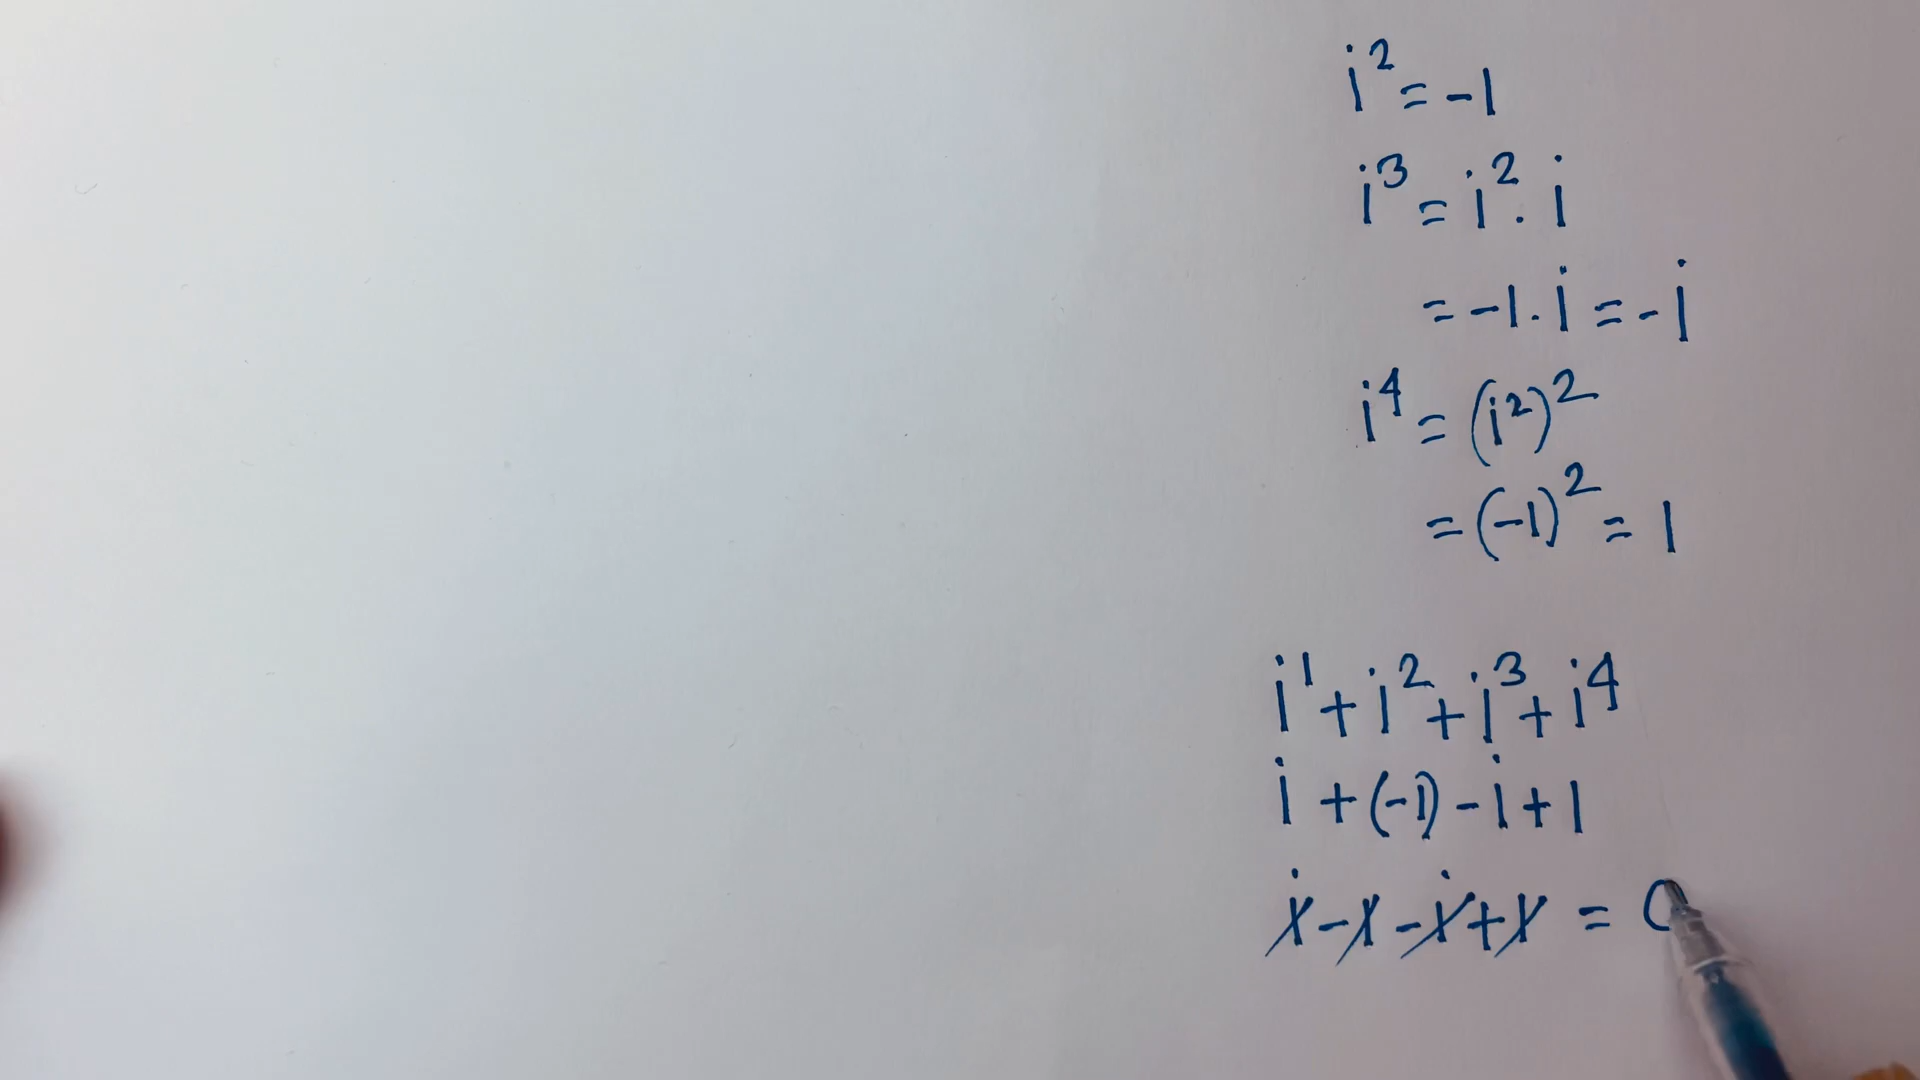 i² = -1
i³ = i² . i
= -1 . i = -i
i⁴ = (i²)²
= (-1)² = 1
i¹ + i² + i³ + i⁴
i + (-1) - i + 1
i - 1 - i + 1 = 0